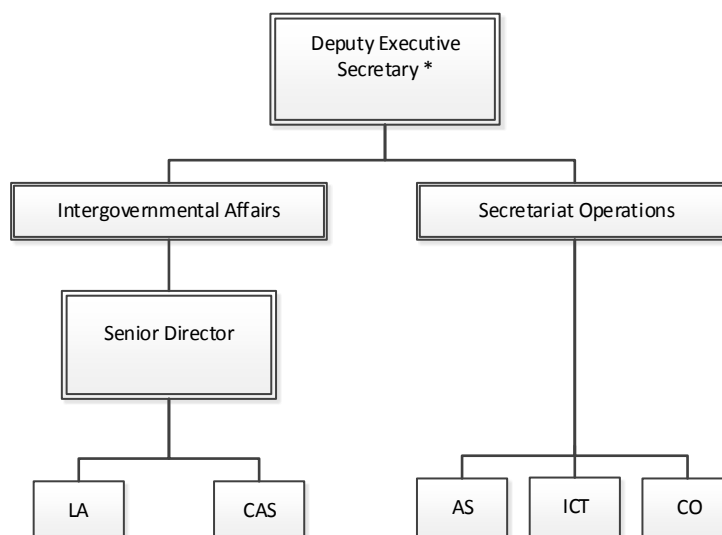 Deputy Executive
Secretary *
Intergovernmental Affairs
Secretariat Operations
Senior Director
LA
CAS
AS
ICT
CO